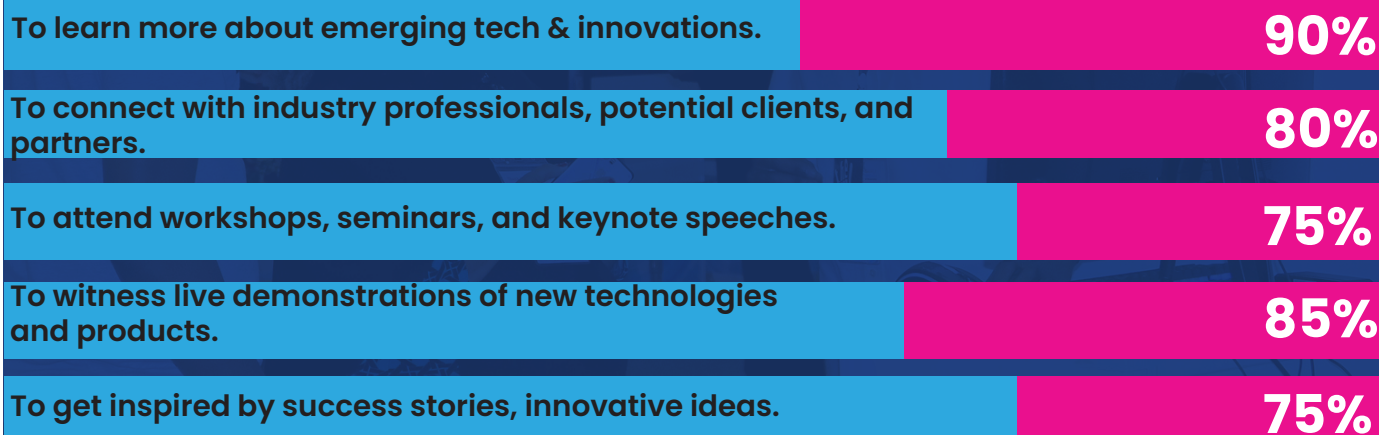 To learn more about emerging tech & innovations.
90%
To connect with industry professionals, potential clients, and
partners.
80%
To attend workshops, seminars, and keynote speeches.
75%
To witness live demonstrations of new technologies
and products.
85%
To get inspired by success stories, innovative ideas.
75%